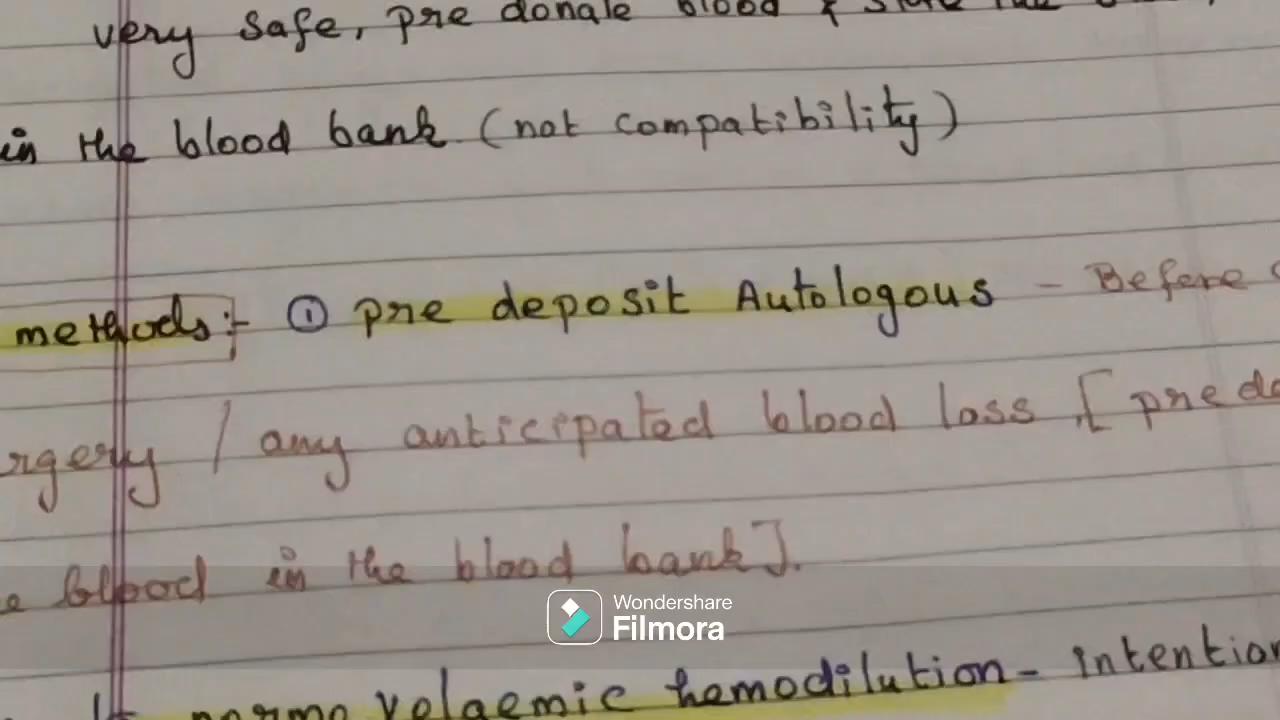 very safe, pre donate blood &
in the blood bank (not compatibility)
methods:- ① pre deposit Autologous - Before
rgery / any anticipated blood loss [ predo
blood in the blood bank].
Wondershare
Filmora
normo volaemic hemodilution - Intention